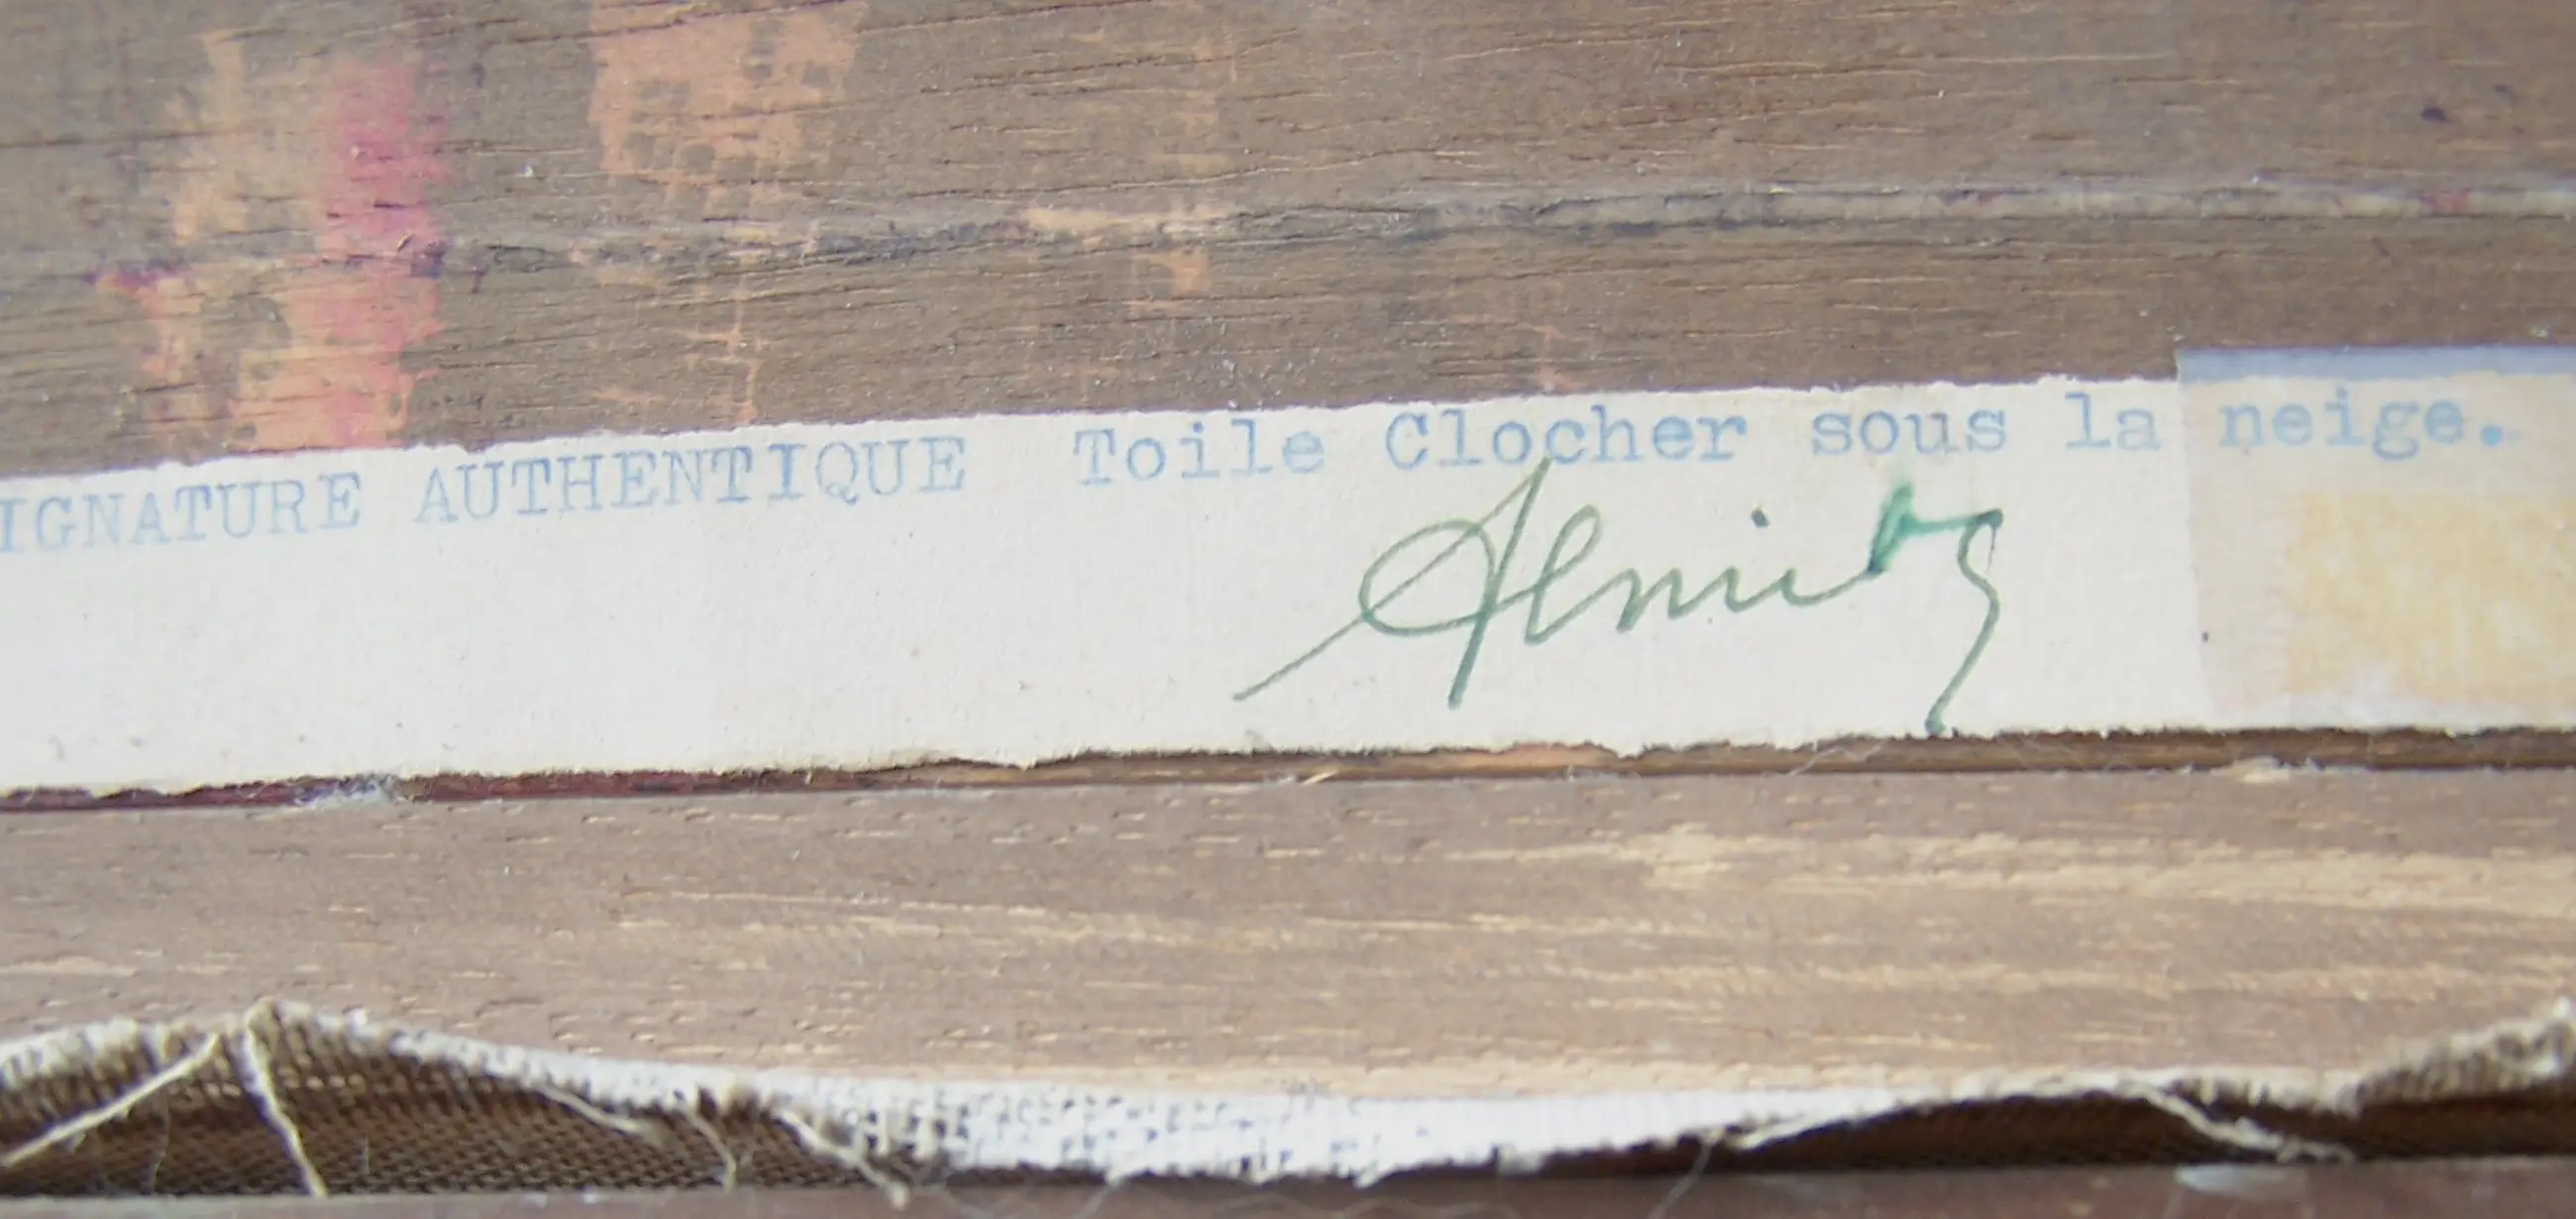 IGNATURE AUTHENTIQUE Toile Clocher sous la neige.